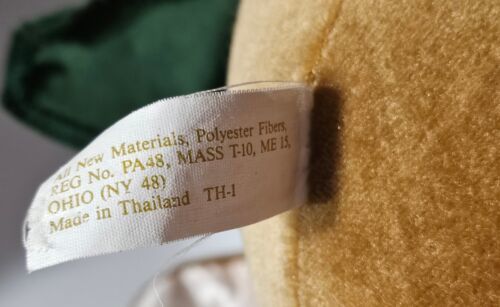 All New Materials, Polyester Fibers,
REG No. PA48, MASS T-10, ME 15,
OHIO (NY 48)
Made in Thailand TH-1